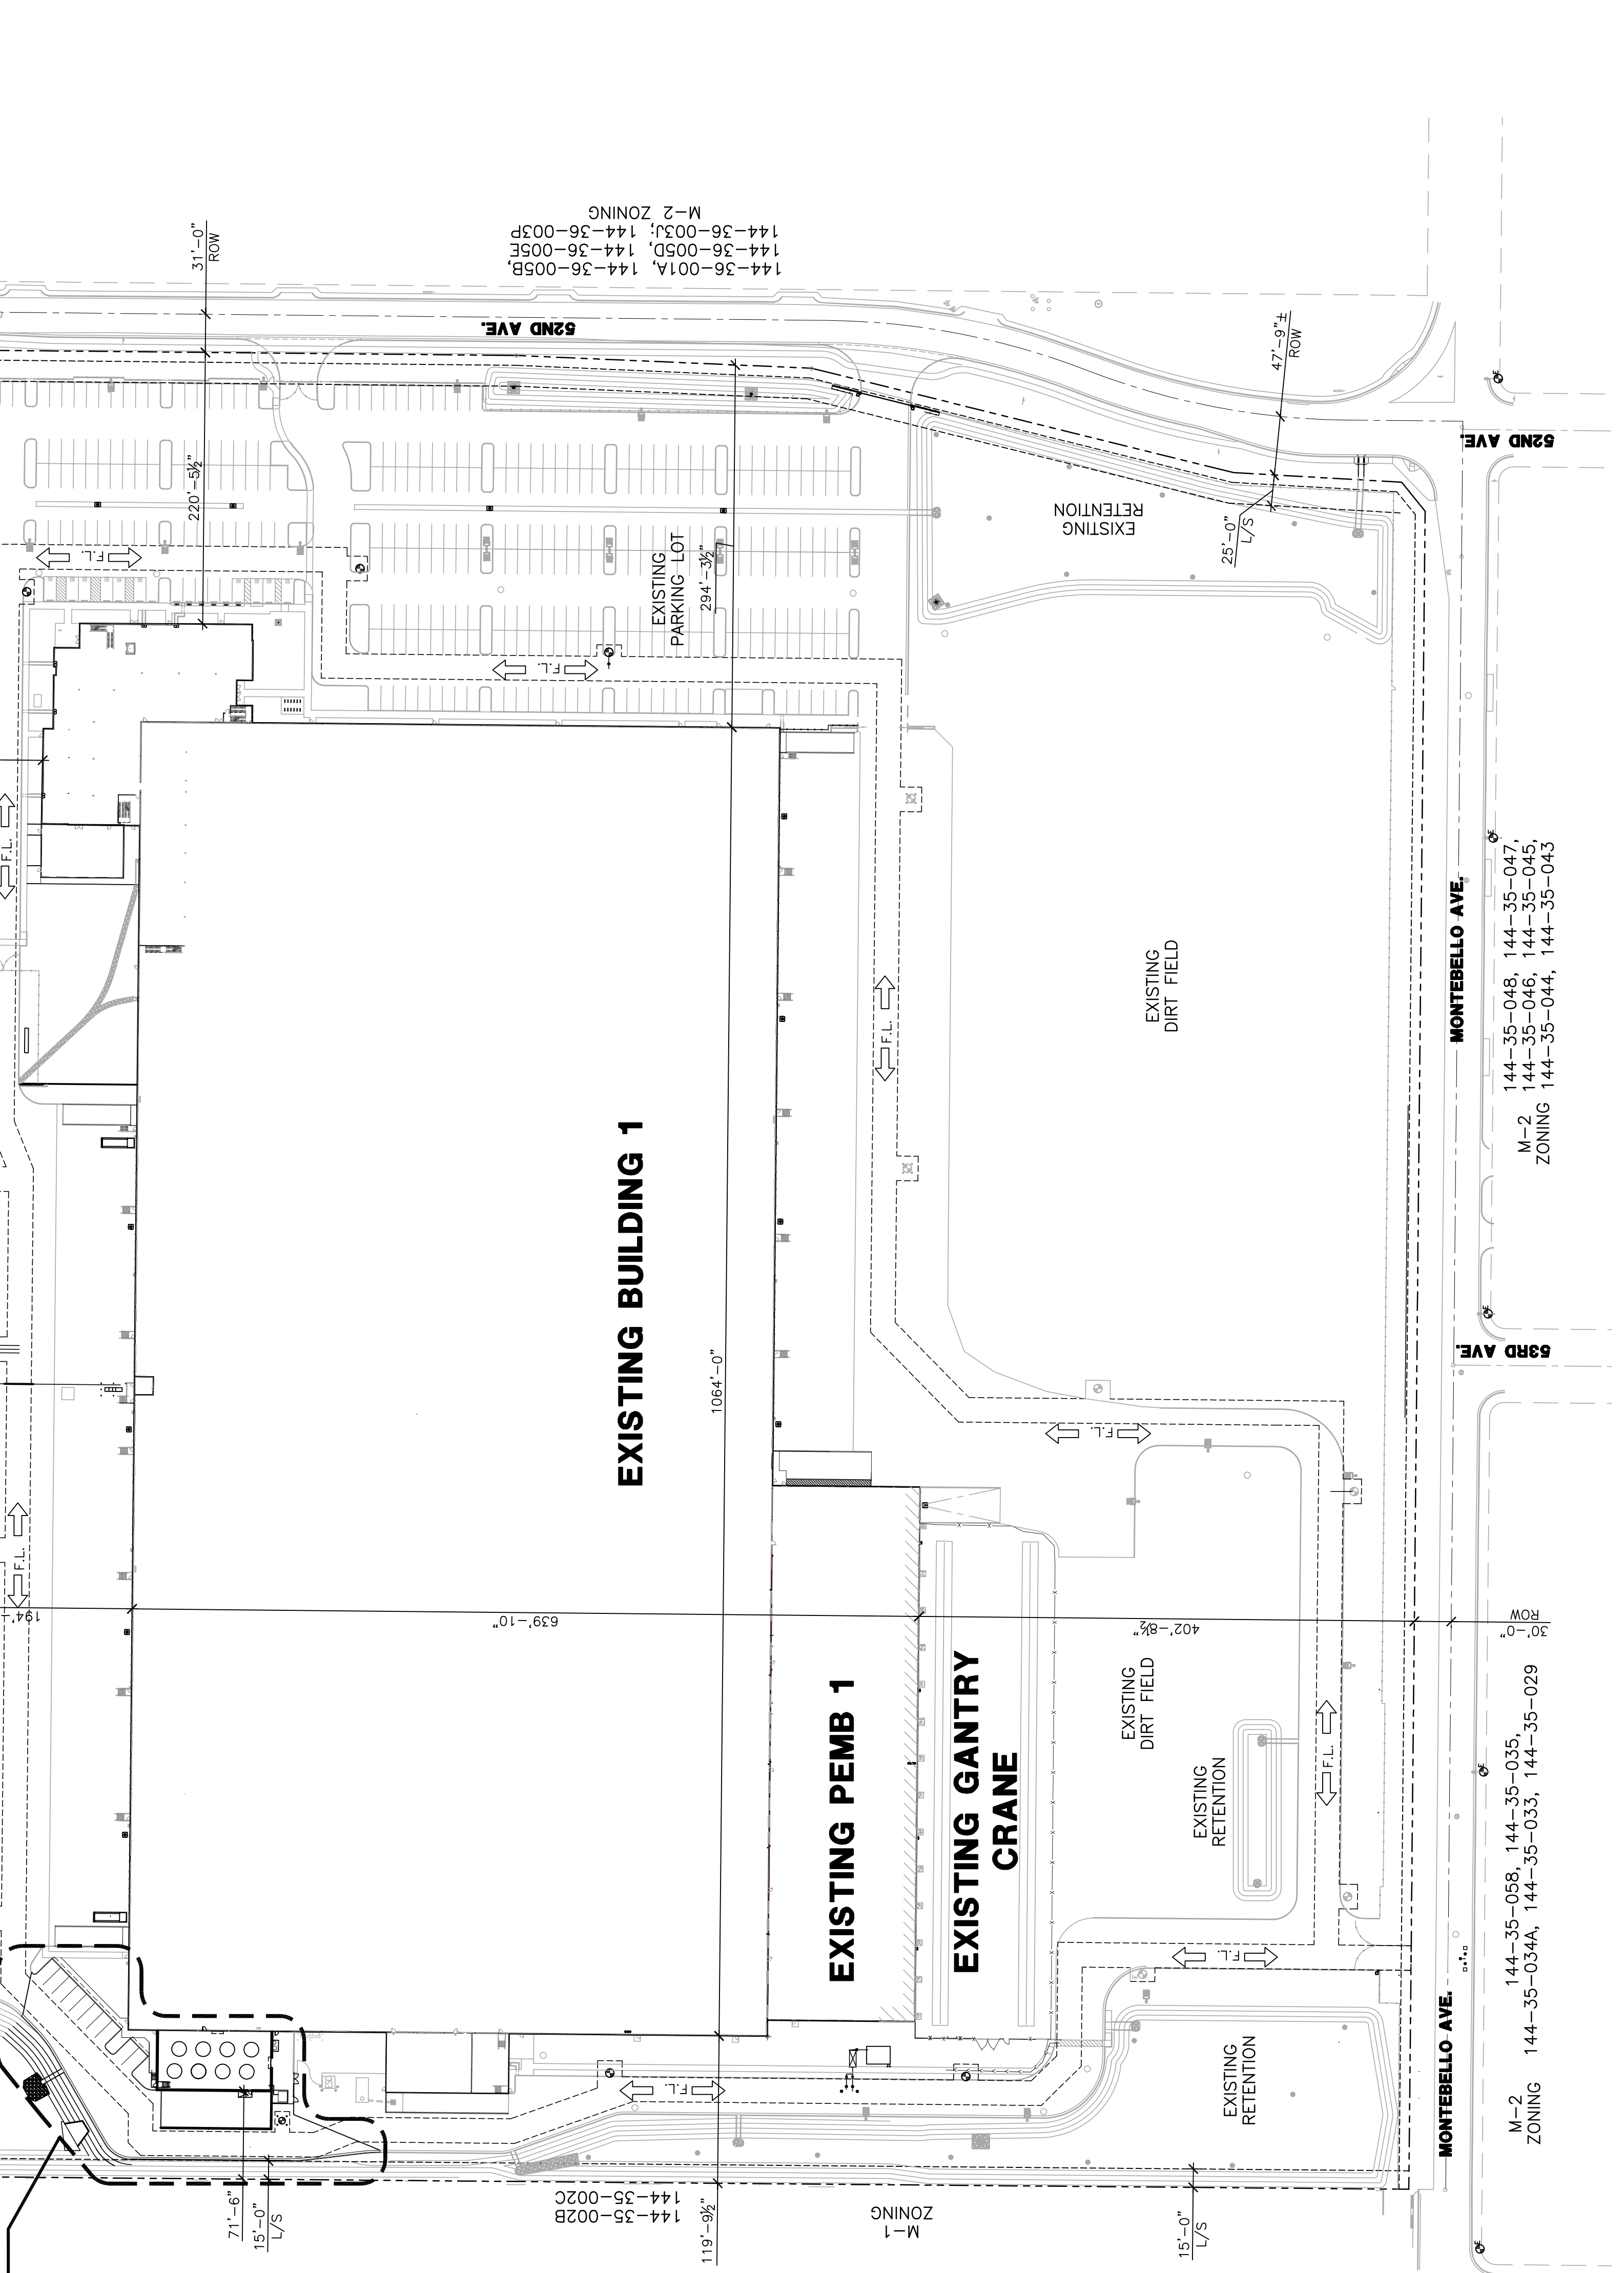 31'-0"
ROW
M-2 ZONING
144-36-003J; 144-36-003P
144-36-005D, 144-36-005E
144-36-001A, 144-36-005B,
52ND AVE.
47'-9"±
ROW
52ND AVE.
220'-5½"
F.L.
EXISTING
PARKING LOT
294'-3½"
EXISTING
RETENTION
25'-0"
L/S
F.L.
F.L.
F.L.
EXISTING
DIRT FIELD
MONTEBELLO AVE.
144-35-048, 144-35-047,
144-35-046, 144-35-045,
144-35-044, 144-35-043
M-2
ZONING
EXISTING BUILDING 1
1064'-0"
53RD AVE.
F.L.
F.L.
194'-
639'-10"
402'-8½"
30'-0"
ROW
EXISTING PEMB 1
EXISTING GANTRY
CRANE
EXISTING
DIRT FIELD
EXISTING
RETENTION
F.L.
144-35-058, 144-35-035,
144-35-034A, 144-35-033, 144-35-029
M-2
ZONING
F.L.
F.L.
EXISTING
RETENTION
MONTEBELLO AVE.
71'-6"
15'-0"
L/S
144-35-002B
144-35-002C
119'-9½"
M-1
ZONING
15'-0"
L/S